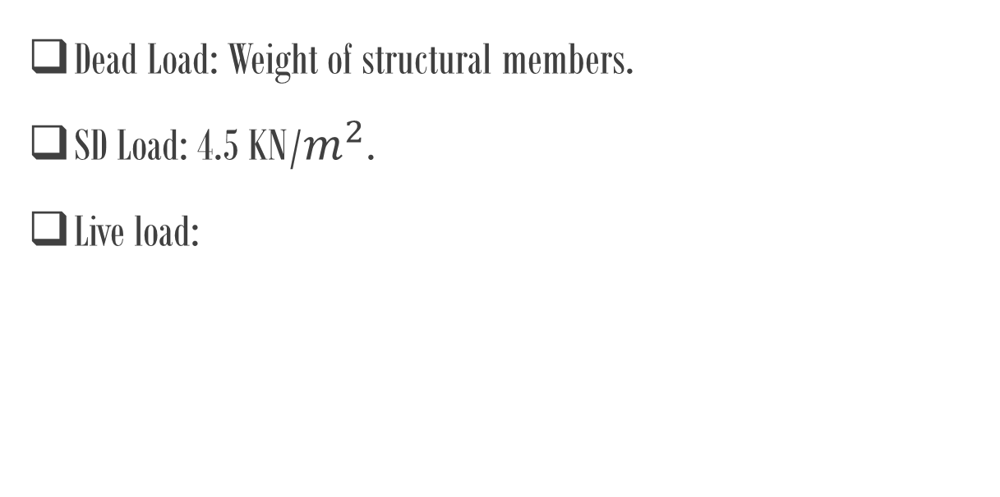 ❑ Dead Load: Weight of structural members.
❑ SD Load: 4.5 KN/m².
❑ Live load: